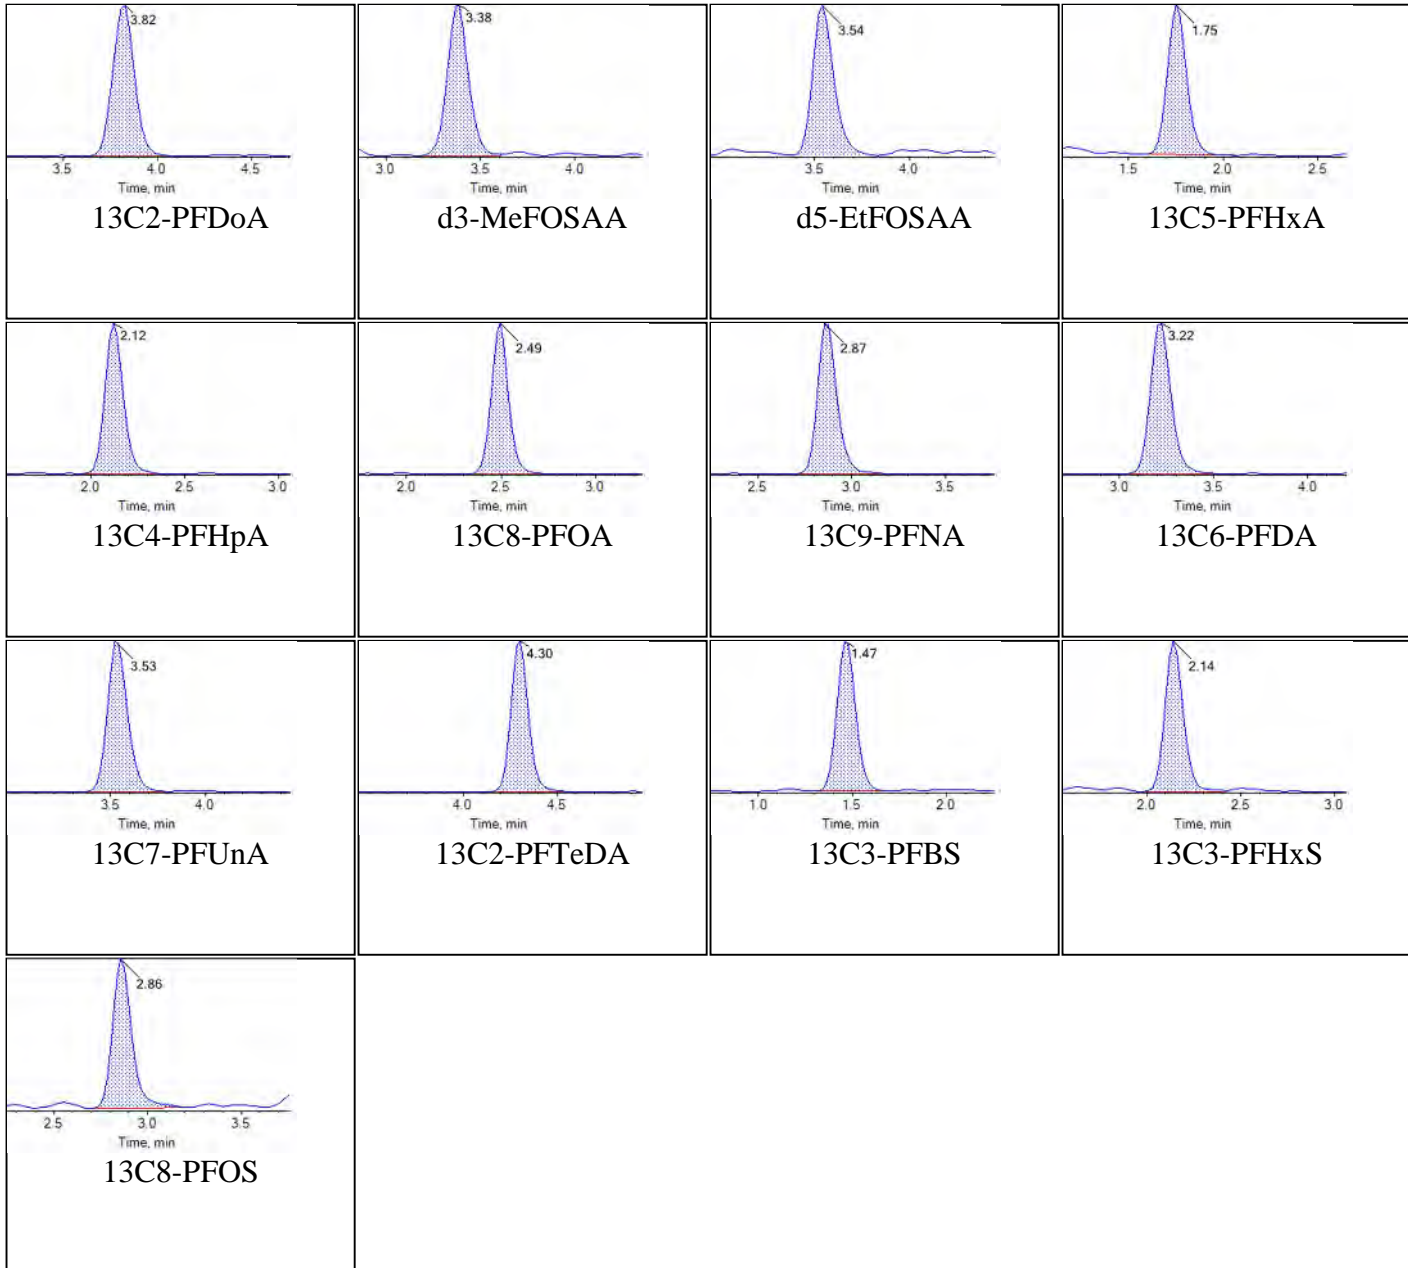 3.82
3.5 4.0 4.5
Time, min
13C2-PFDoA
3.38
3.0 3.5 4.0
Time, min
d3-MeFOSAA
3.54
3.5 4.0
Time, min
d5-EtFOSAA
1.75
1.5 2.0 2.5
Time, min
13C5-PFHxA
2.12
2.0 2.5 3.0
Time, min
13C4-PFHpA
2.49
2.0 2.5 3.0
Time, min
13C8-PFOA
2.87
2.5 3.0 3.5
Time, min
13C9-PFNA
3.22
3.0 3.5 4.0
Time, min
13C6-PFDA
3.53
3.5 4.0
Time, min
13C7-PFUnA
4.30
4.0 4.5
Time, min
13C2-PFTeDA
1.47
1.0 1.5 2.0
Time, min
13C3-PFBS
2.14
2.0 2.5 3.0
Time, min
13C3-PFHxS
2.86
2.5 3.0 3.5
Time, min
13C8-PFOS